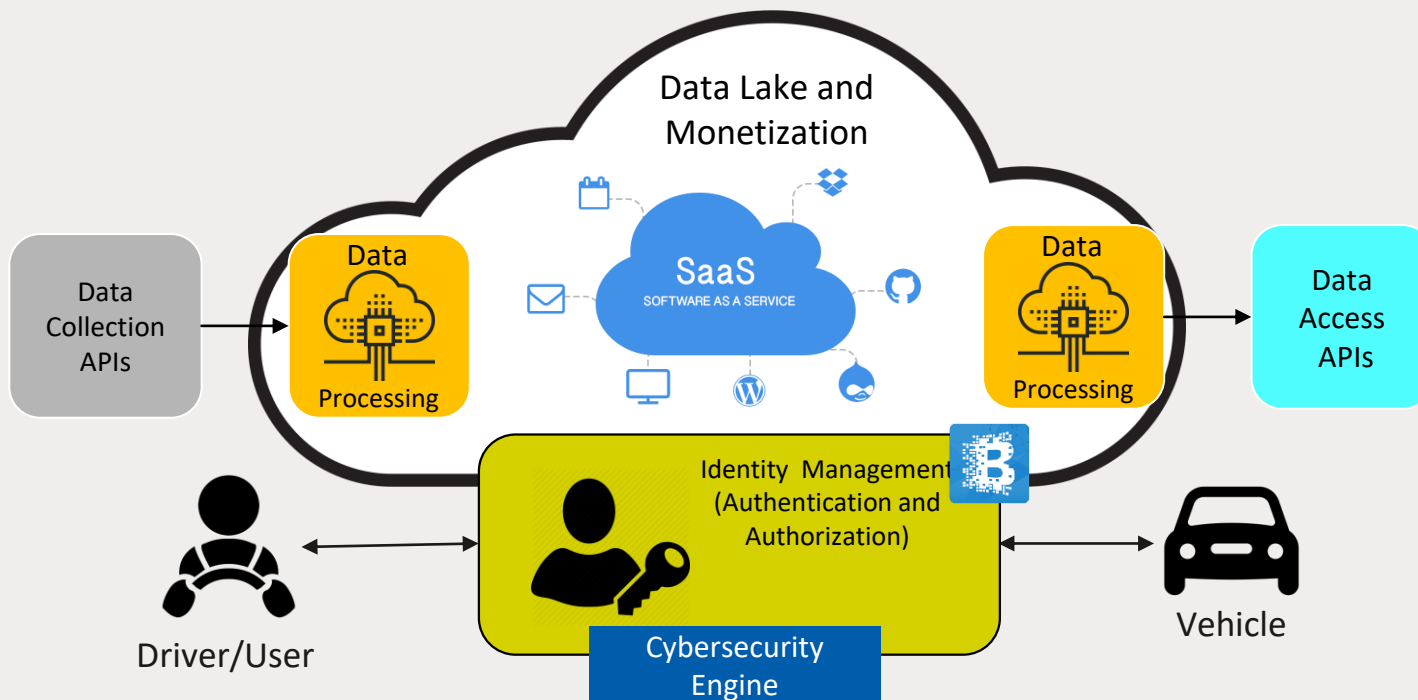 Data Lake and
Monetization
Data
Processing
SaaS
SOFTWARE AS A SERVICE
Data
Processing
Data
Collection
APIs
Data
Access
APIs
Identity Management
(Authentication and
Authorization)
Driver/User
Vehicle
Cybersecurity
Engine